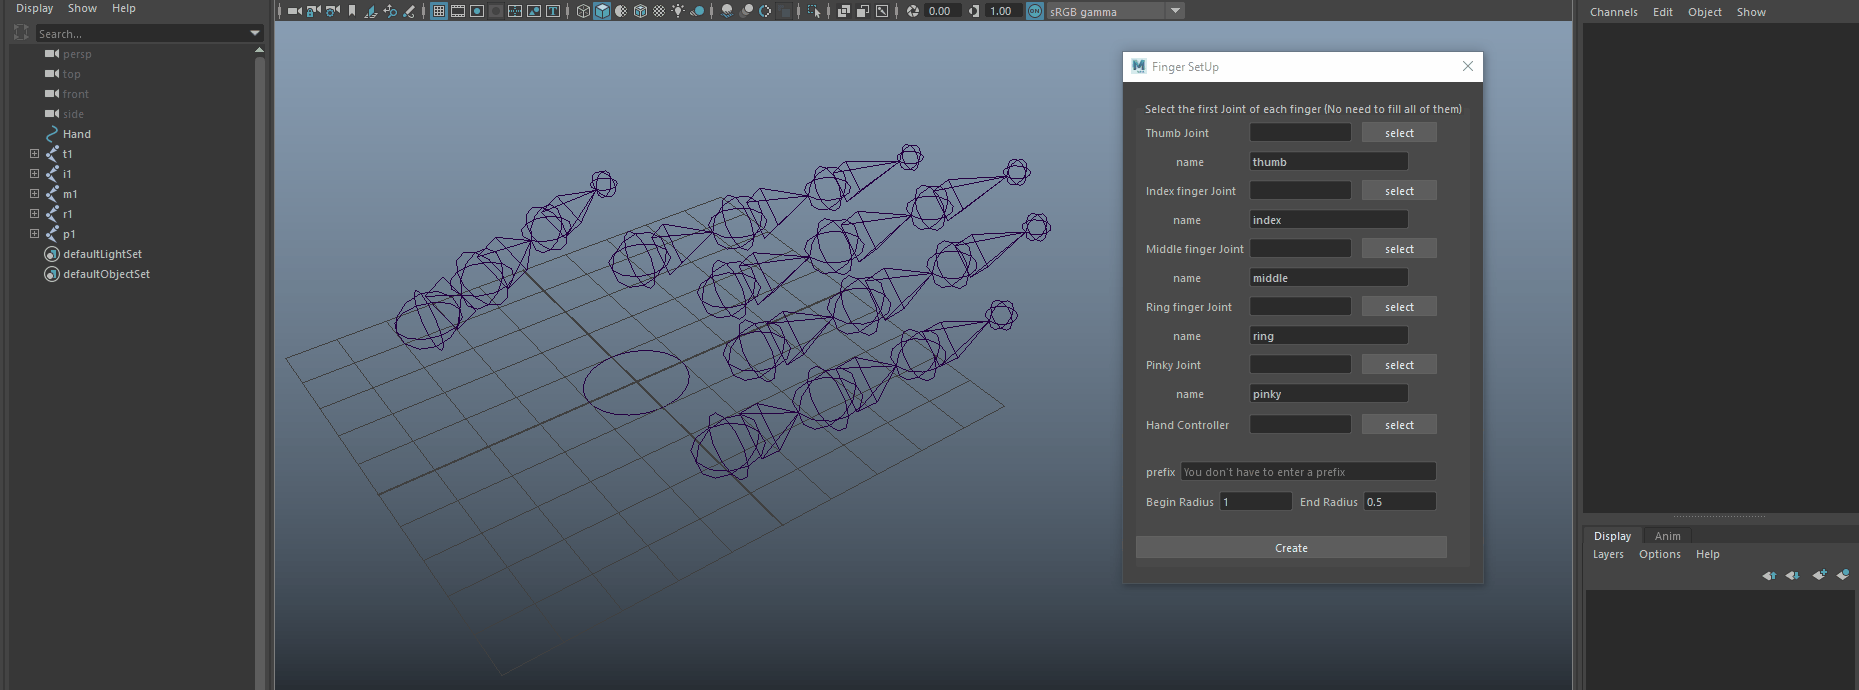 Display Show Help
Search...
persp
top
front
side
Hand
t1
i1
m1
r1
p1
defaultLightSet
defaultObjectSet
0.00 1.00 ON sRGB gamma
M Finger SetUp
Select the first Joint of each finger (No need to fill all of them)
Thumb Joint select
name thumb
Index finger Joint select
name index
Middle finger Joint select
name middle
Ring finger Joint select
name ring
Pinky Joint select
name pinky
Hand Controller select
prefix You don't have to enter a prefix
Begin Radius 1 End Radius 0.5
Create
Channels Edit Object Show
Display Anim
Layers Options Help